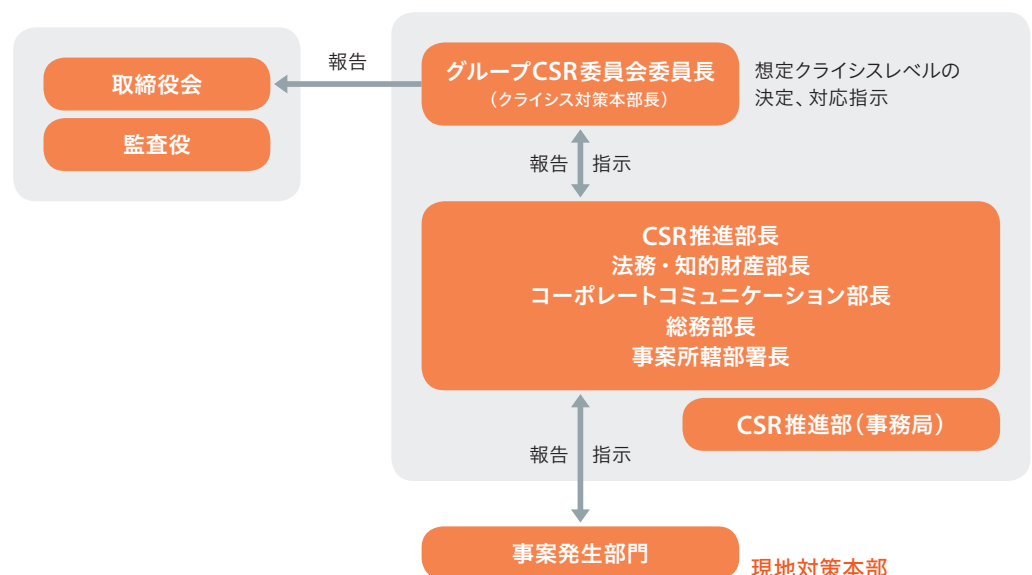 取締役会
監査役
報告
グループCSR委員会委員長
（クライシス対策本部長）
想定クライシスレベルの
決定、対応指示
報告 指示
CSR推進部長
法務・知的財産部長
コーポレートコミュニケーション部長
総務部長
事案所轄部署長
CSR推進部（事務局）
報告 指示
事案発生部門
現地対策本部